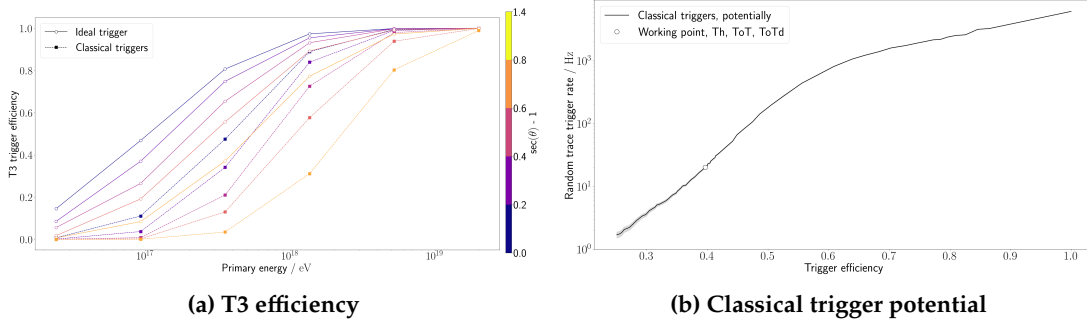 1.0
0.8
0.6
0.4
0.2
0.0
T3 trigger efficiency
Ideal trigger
Classical triggers
10^17
10^18
10^19
Primary energy / eV
1.4
0.8
0.6
0.4
0.2
0.0
sec(θ) - 1
(a) T3 efficiency
Classical triggers, potentially
Working point, Th, ToT, ToTd
10^3
10^2
10^1
10^0
Random trace trigger rate / Hz
0.3
0.4
0.5
0.6
0.7
0.8
0.9
1.0
Trigger efficiency
(b) Classical trigger potential